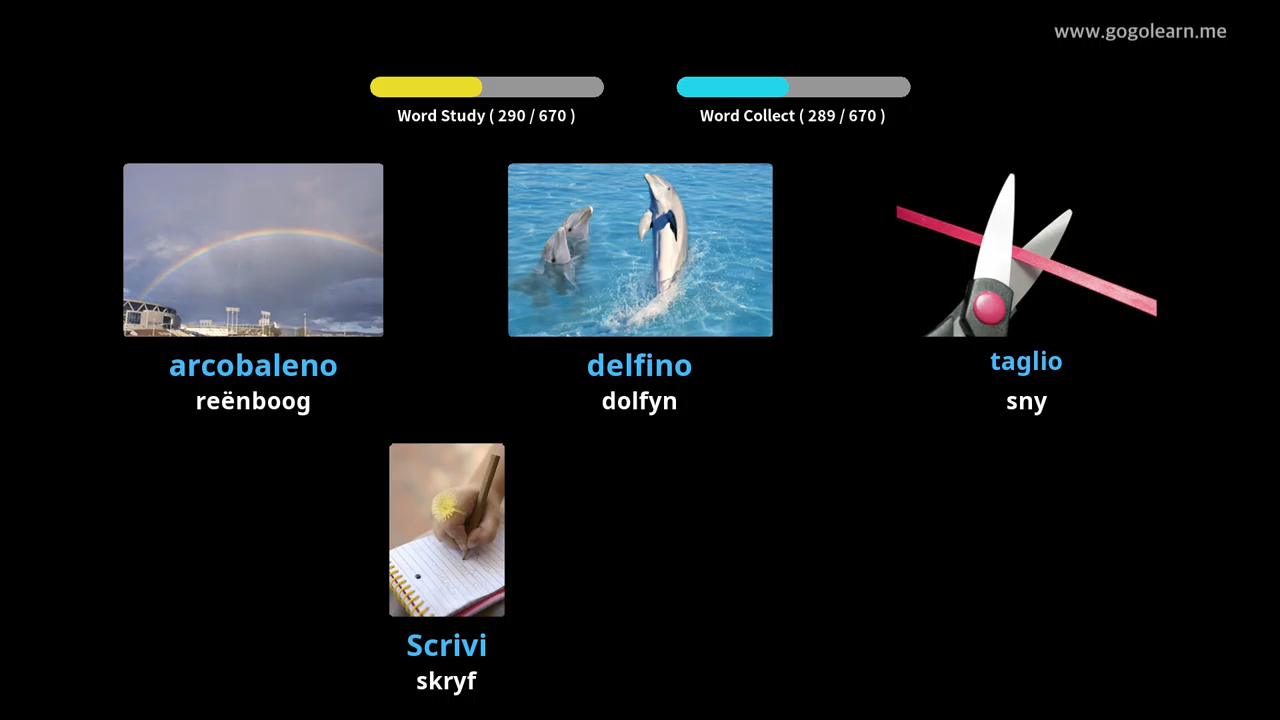 www.gogolearn.me
Word Study ( 290 / 670 )
Word Collect ( 289 / 670 )
arcobaleno
reënboog
delfino
dolfyn
taglio
sny
Scrivi
skryf